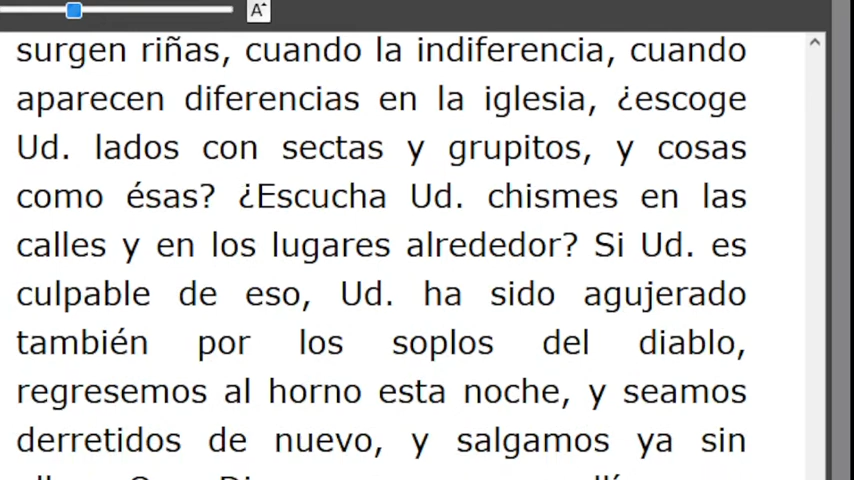 A
surgen riñas, cuando la indiferencia, cuando
aparecen diferencias en la iglesia, ¿escoge
Ud. lados con sectas y grupitos, y cosas
como ésas? ¿Escucha Ud. chismes en las
calles y en los lugares alrededor? Si Ud. es
culpable de eso, Ud. ha sido agujerado
también por los soplos del diablo,
regresemos al horno esta noche, y seamos
derretidos de nuevo, y salgamos ya sin